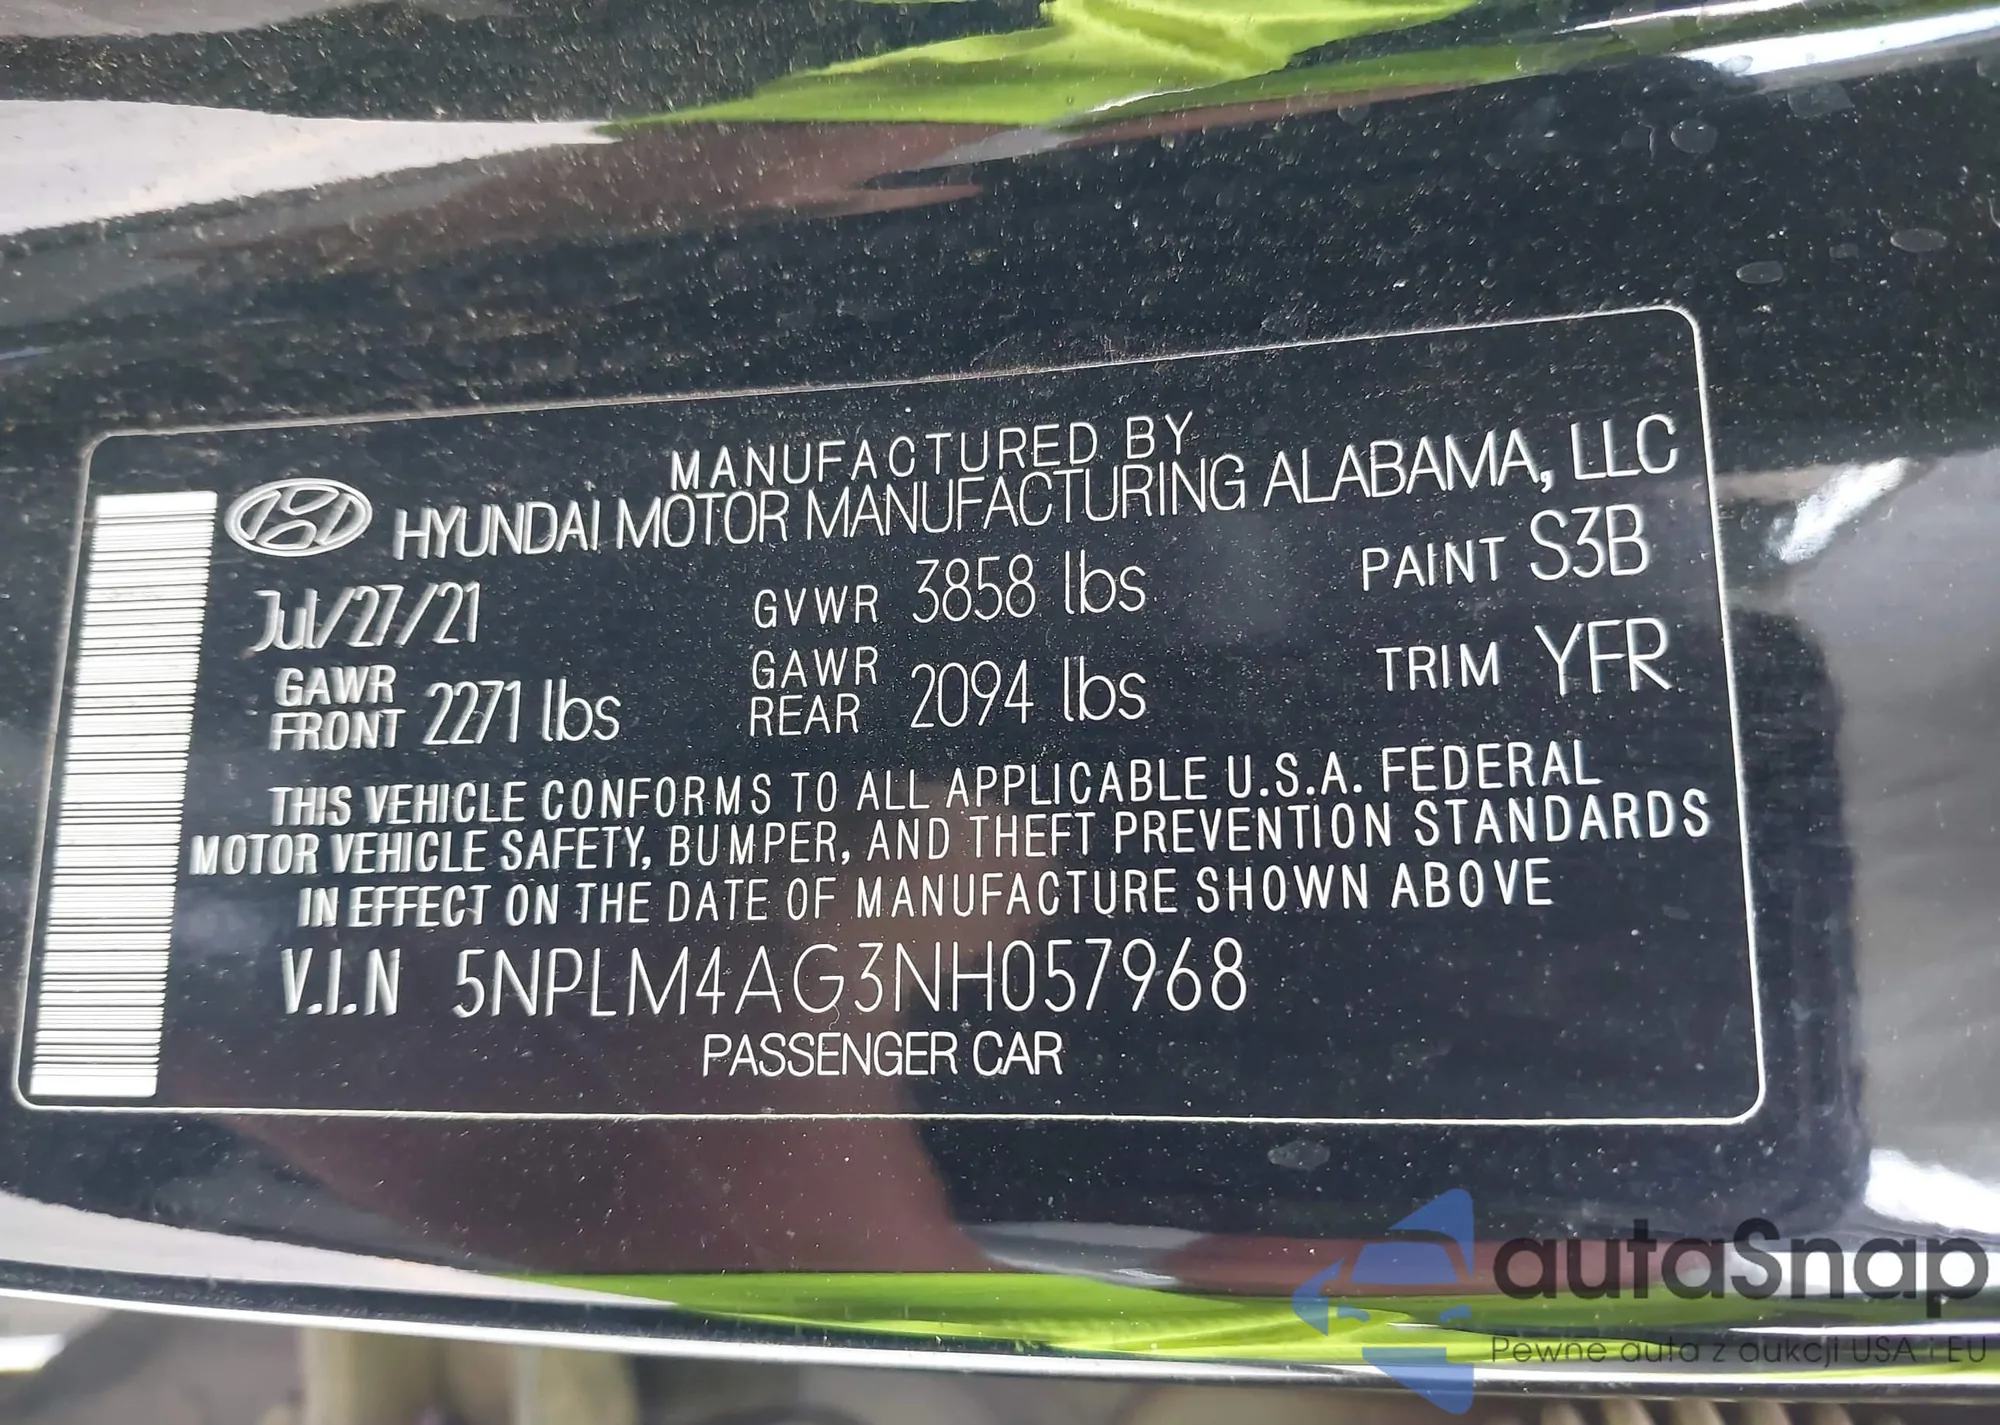 MANUFACTURED BY
HYUNDAI MOTOR MANUFACTURING ALABAMA, LLC
Jul/27/21 GVWR 3858 lbs PAINT S3B
GAWR FRONT 2271 lbs GAWR REAR 2094 lbs TRIM YFR
THIS VEHICLE CONFORMS TO ALL APPLICABLE U.S.A. FEDERAL
MOTOR VEHICLE SAFETY, BUMPER, AND THEFT PREVENTION STANDARDS
IN EFFECT ON THE DATE OF MANUFACTURE SHOWN ABOVE
V.I.N 5NPLM4AG3NH057968
PASSENGER CAR
autaSnap
Pewne auta z aukcji USA i EU